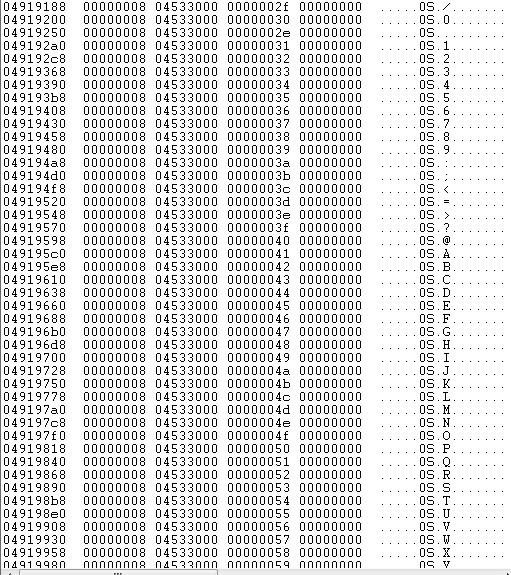 04919188 00000008 04533000 0000002f 00000000 .....0S./.......
04919200 00000008 04533000 00000030 00000000 .....0S.0.......
04919250 00000008 04533000 0000002e 00000000 .....0S.........
049192a0 00000008 04533000 00000031 00000000 .....0S.1.......
049192c8 00000008 04533000 00000032 00000000 .....0S.2.......
04919368 00000008 04533000 00000033 00000000 .....0S.3.......
04919390 00000008 04533000 00000034 00000000 .....0S.4.......
049193b8 00000008 04533000 00000035 00000000 .....0S.5.......
04919408 00000008 04533000 00000036 00000000 .....0S.6.......
04919430 00000008 04533000 00000037 00000000 .....0S.7.......
04919458 00000008 04533000 00000038 00000000 .....0S.8.......
04919480 00000008 04533000 00000039 00000000 .....0S.9.......
049194a8 00000008 04533000 0000003a 00000000 .....0S.:.......
049194d0 00000008 04533000 0000003b 00000000 .....0S.;.......
049194f8 00000008 04533000 0000003c 00000000 .....0S.<.......
04919520 00000008 04533000 0000003d 00000000 .....0S.=.......
04919548 00000008 04533000 0000003e 00000000 .....0S.>.......
04919570 00000008 04533000 0000003f 00000000 .....0S.?.......
04919598 00000008 04533000 00000040 00000000 .....0S.@.......
049195c0 00000008 04533000 00000041 00000000 .....0S.A.......
049195e8 00000008 04533000 00000042 00000000 .....0S.B.......
04919610 00000008 04533000 00000043 00000000 .....0S.C.......
04919638 00000008 04533000 00000044 00000000 .....0S.D.......
04919660 00000008 04533000 00000045 00000000 .....0S.E.......
04919688 00000008 04533000 00000046 00000000 .....0S.F.......
049196b0 00000008 04533000 00000047 00000000 .....0S.G.......
049196d8 00000008 04533000 00000048 00000000 .....0S.H.......
04919700 00000008 04533000 00000049 00000000 .....0S.I.......
04919728 00000008 04533000 0000004a 00000000 .....0S.J.......
04919750 00000008 04533000 0000004b 00000000 .....0S.K.......
04919778 00000008 04533000 0000004c 00000000 .....0S.L.......
049197a0 00000008 04533000 0000004d 00000000 .....0S.M.......
049197c8 00000008 04533000 0000004e 00000000 .....0S.N.......
049197f0 00000008 04533000 0000004f 00000000 .....0S.O.......
04919818 00000008 04533000 00000050 00000000 .....0S.P.......
04919840 00000008 04533000 00000051 00000000 .....0S.Q.......
04919868 00000008 04533000 00000052 00000000 .....0S.R.......
04919890 00000008 04533000 00000053 00000000 .....0S.S.......
049198b8 00000008 04533000 00000054 00000000 .....0S.T.......
049198e0 00000008 04533000 00000055 00000000 .....0S.U.......
04919908 00000008 04533000 00000056 00000000 .....0S.V.......
04919930 00000008 04533000 00000057 00000000 .....0S.W.......
04919958 00000008 04533000 00000058 00000000 .....0S.X.......
04919980 00000008 04533000 00000059 00000000 .....0S.Y.......